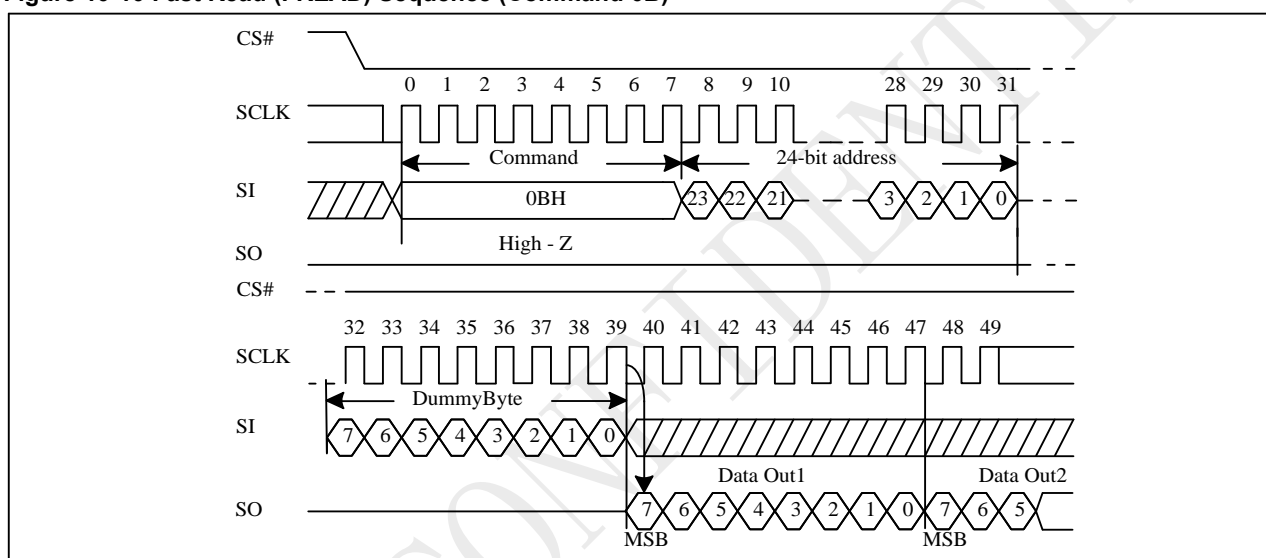 CS#
0 1 2 3 4 5 6 7 8 9 10 28 29 30 31
SCLK
Command 24-bit address
SI 0BH 23 22 21 3 2 1 0
High - Z
SO
CS#
32 33 34 35 36 37 38 39 40 41 42 43 44 45 46 47 48 49
SCLK
DummyByte
SI 7 6 5 4 3 2 1 0
Data Out1 Data Out2
SO 7 6 5 4 3 2 1 0 7 6 5
MSB MSB